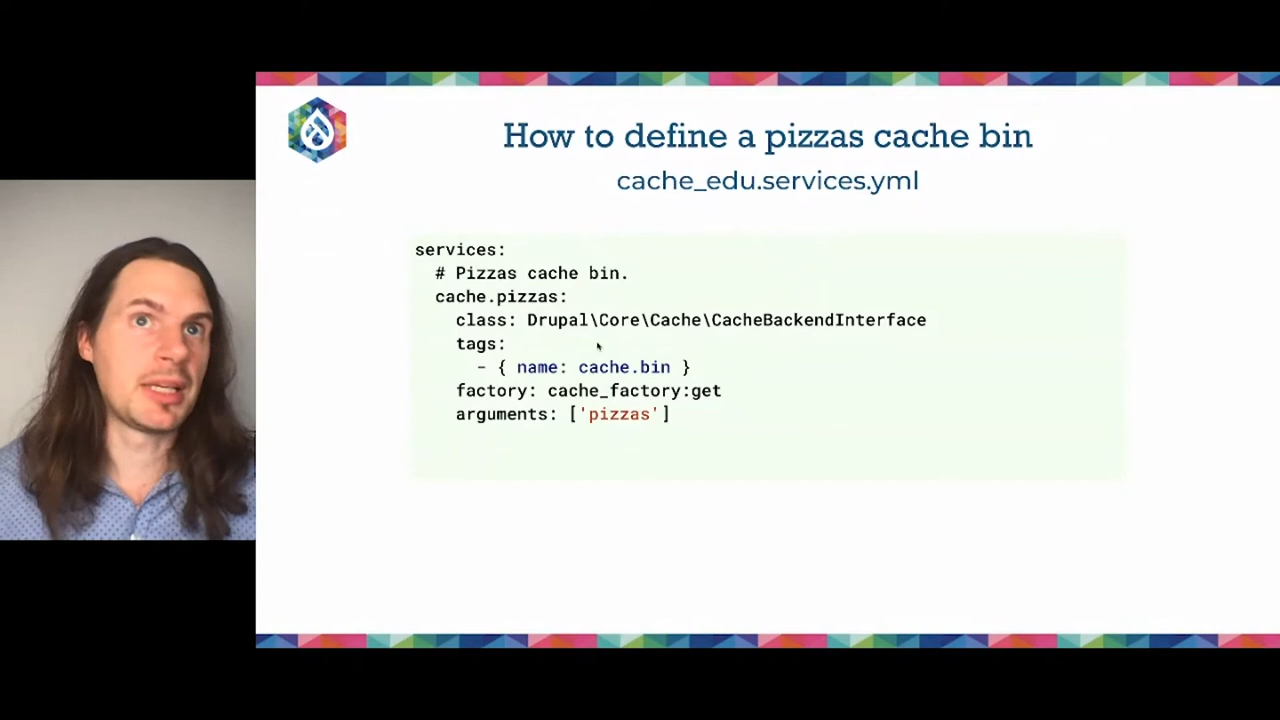 How to define a pizzas cache bin
cache_edu.services.yml
services:
  # Pizzas cache bin.
  cache.pizzas:
    class: Drupal\Core\Cache\CacheBackendInterface
    tags:
      - { name: cache.bin }
    factory: cache_factory:get
    arguments: ['pizzas']